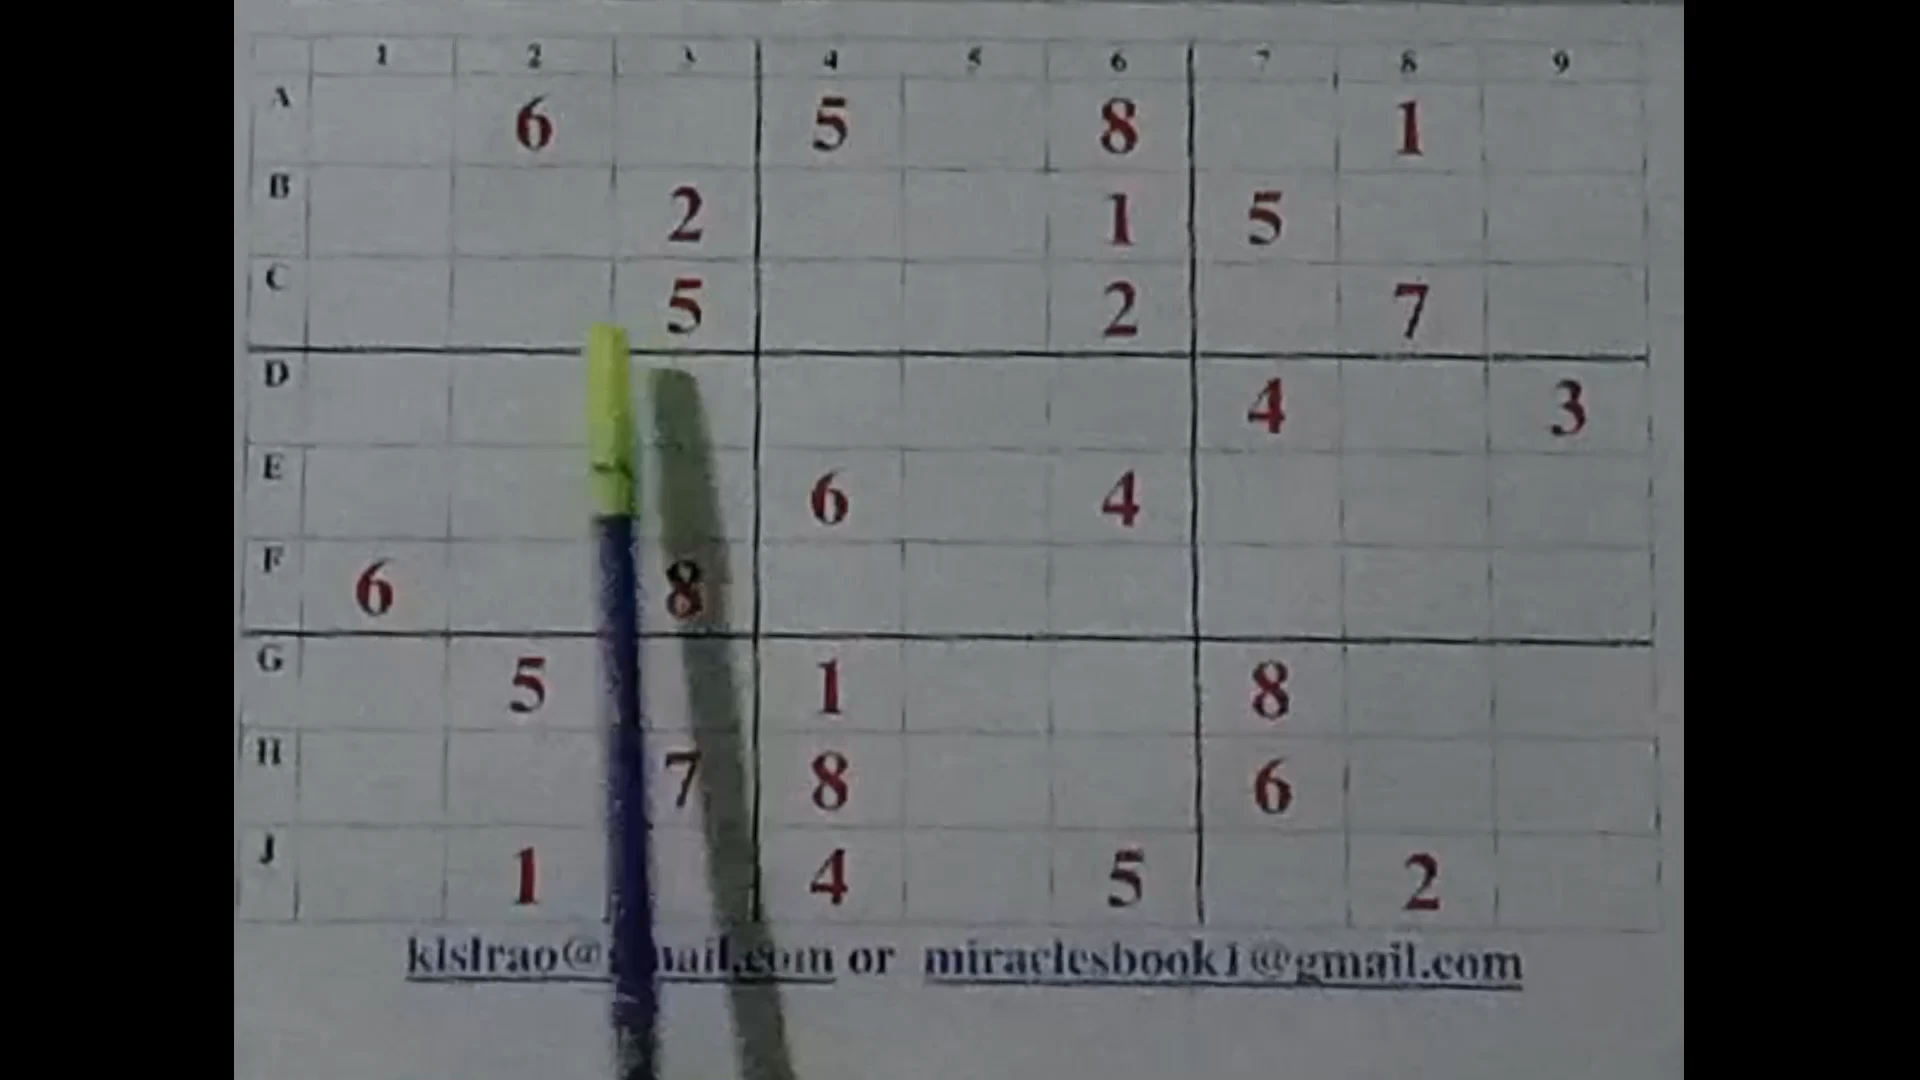 1 2 3 4 5 6 7 8 9
A 6 5 8 1
B 2 1 5
C 5 2 7
D 4 3
E 6 4
F 6 8
G 5 1 8
H 7 8 6
J 1 4 5 2
or miraclesbook1@gmail.com